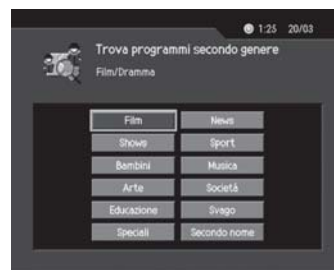 1:25 20/03
Trova programmi secondo genere
Film/Dramma
Film News
Shows Sport
Bambini Musica
Arte Società
Educazione Svago
Speciali Secondo nome